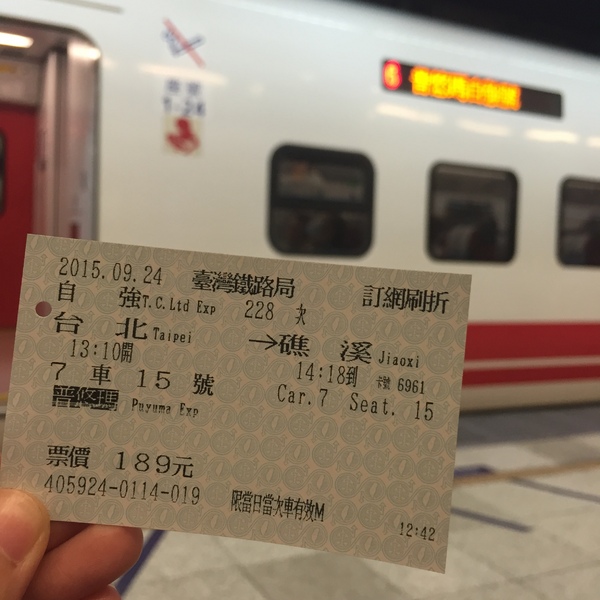 2015.09.24 臺灣鐵路局 訂網刷折
自 強 T.C.Ltd Exp 228 次
台 北 Taipei → 礁 溪 Jiaoxi
13:10開 14:18到 卡號 6961
7 車 15 號 Car.7 Seat. 15
普悠瑪 Puyuma Exp
票價 189元
405924-0114-019 限當日當次車有效M
12:42